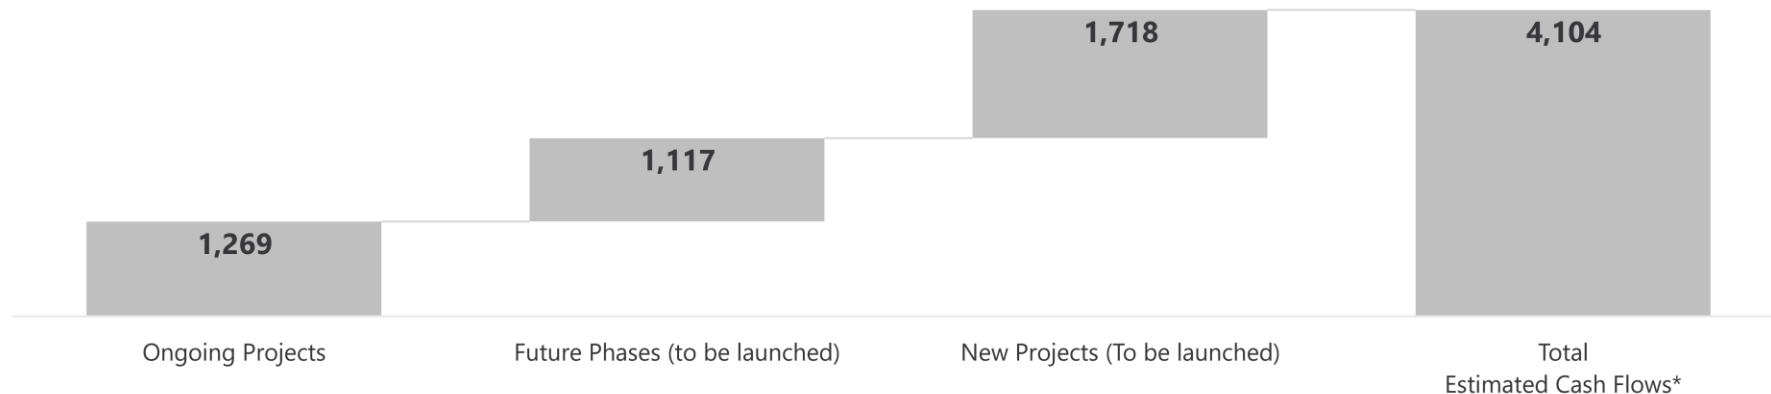 1,269
1,117
1,718
4,104
Ongoing Projects
Future Phases (to be launched)
New Projects (To be launched)
Total
Estimated Cash Flows*